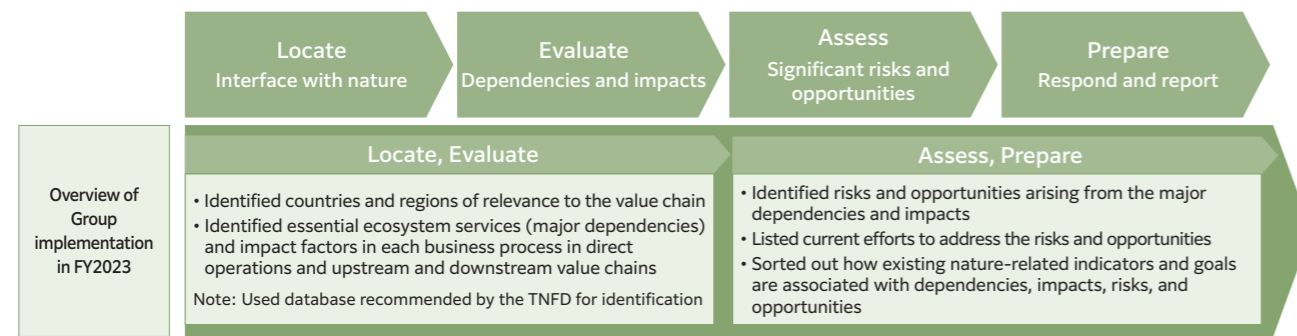 Locate
Interface with nature
Evaluate
Dependencies and impacts
Assess
Significant risks and
opportunities
Prepare
Respond and report
Overview of
Group
implementation
in FY2023
Locate, Evaluate
• Identified countries and regions of relevance to the value chain
• Identified essential ecosystem services (major dependencies)
and impact factors in each business process in direct
operations and upstream and downstream value chains
Note: Used database recommended by the TNFD for identification
Assess, Prepare
• Identified risks and opportunities arising from the major
dependencies and impacts
• Listed current efforts to address the risks and opportunities
• Sorted out how existing nature-related indicators and goals
are associated with dependencies, impacts, risks, and
opportunities